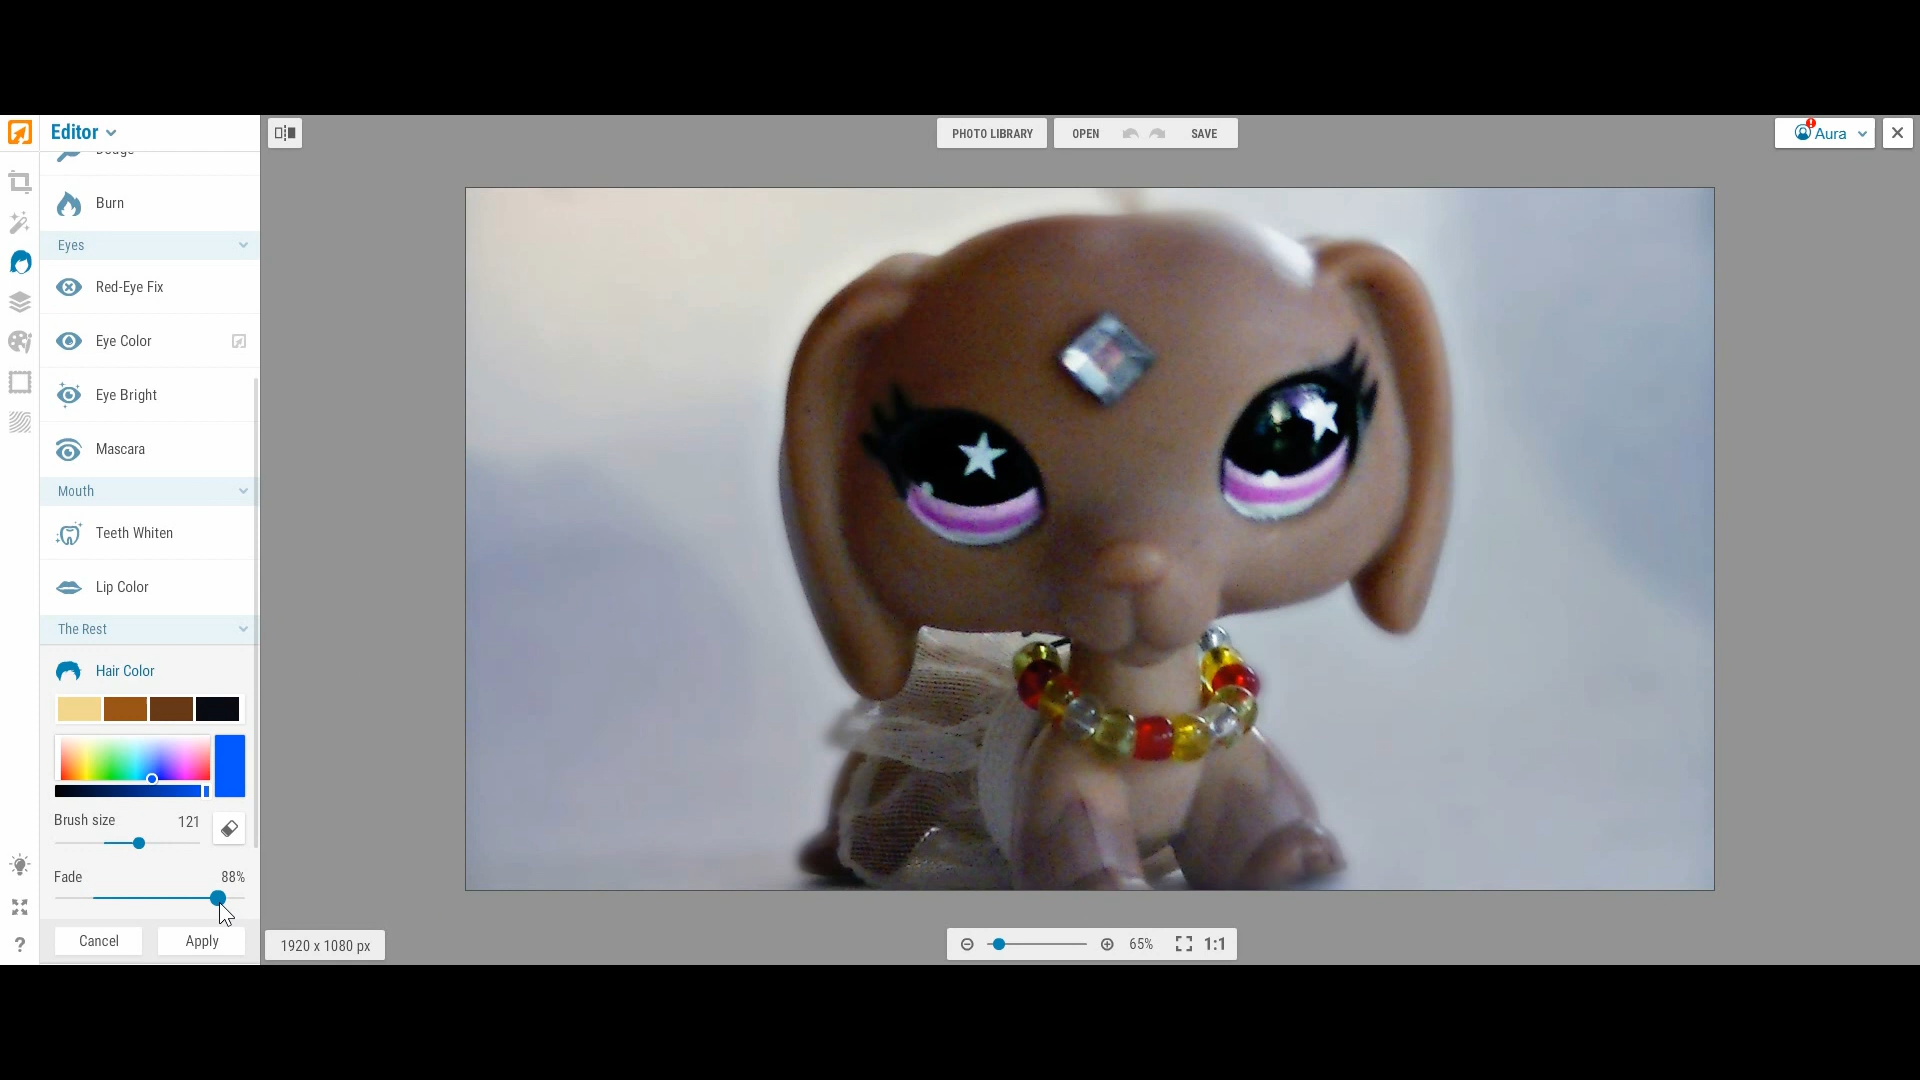 Editor
PHOTO LIBRARY
OPEN
SAVE
Aura
Dodge
Burn
Eyes
Red-Eye Fix
Eye Color
Eye Bright
Mascara
Mouth
Teeth Whiten
Lip Color
The Rest
Hair Color
Brush size 121
Fade 88%
Cancel Apply
1920 x 1080 px
65%
1:1